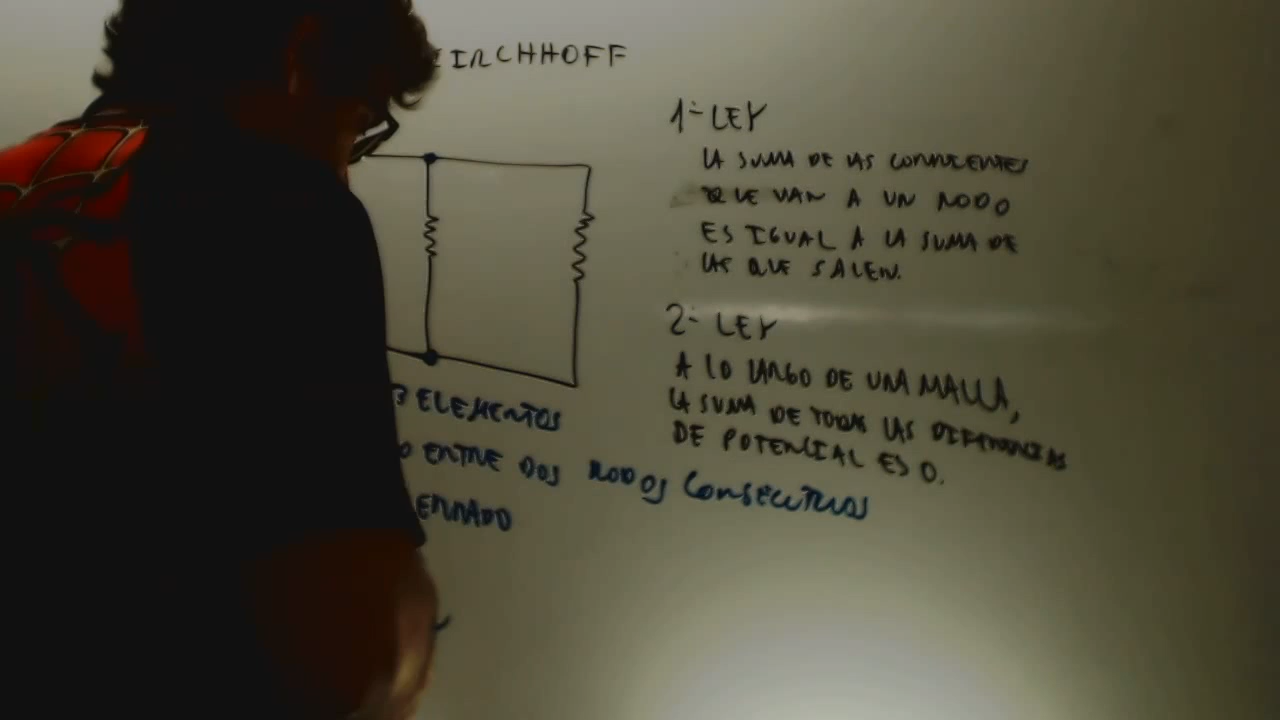 KIRCHHOFF
1ª LEY
LA SUMA DE LAS CORRIENTES
QUE VAN A UN NODO
ES IGUAL A LA SUMA DE
LAS QUE SALEN.
2ª LEY
A LO LARGO DE UNA MALLA,
LA SUMA DE TODAS LAS DIFERENCIAS
DE POTENCIAL ES 0.
3 ELEMENTOS
O ENTRE DOS NODOS CONSECUTIVOS
ERRADO